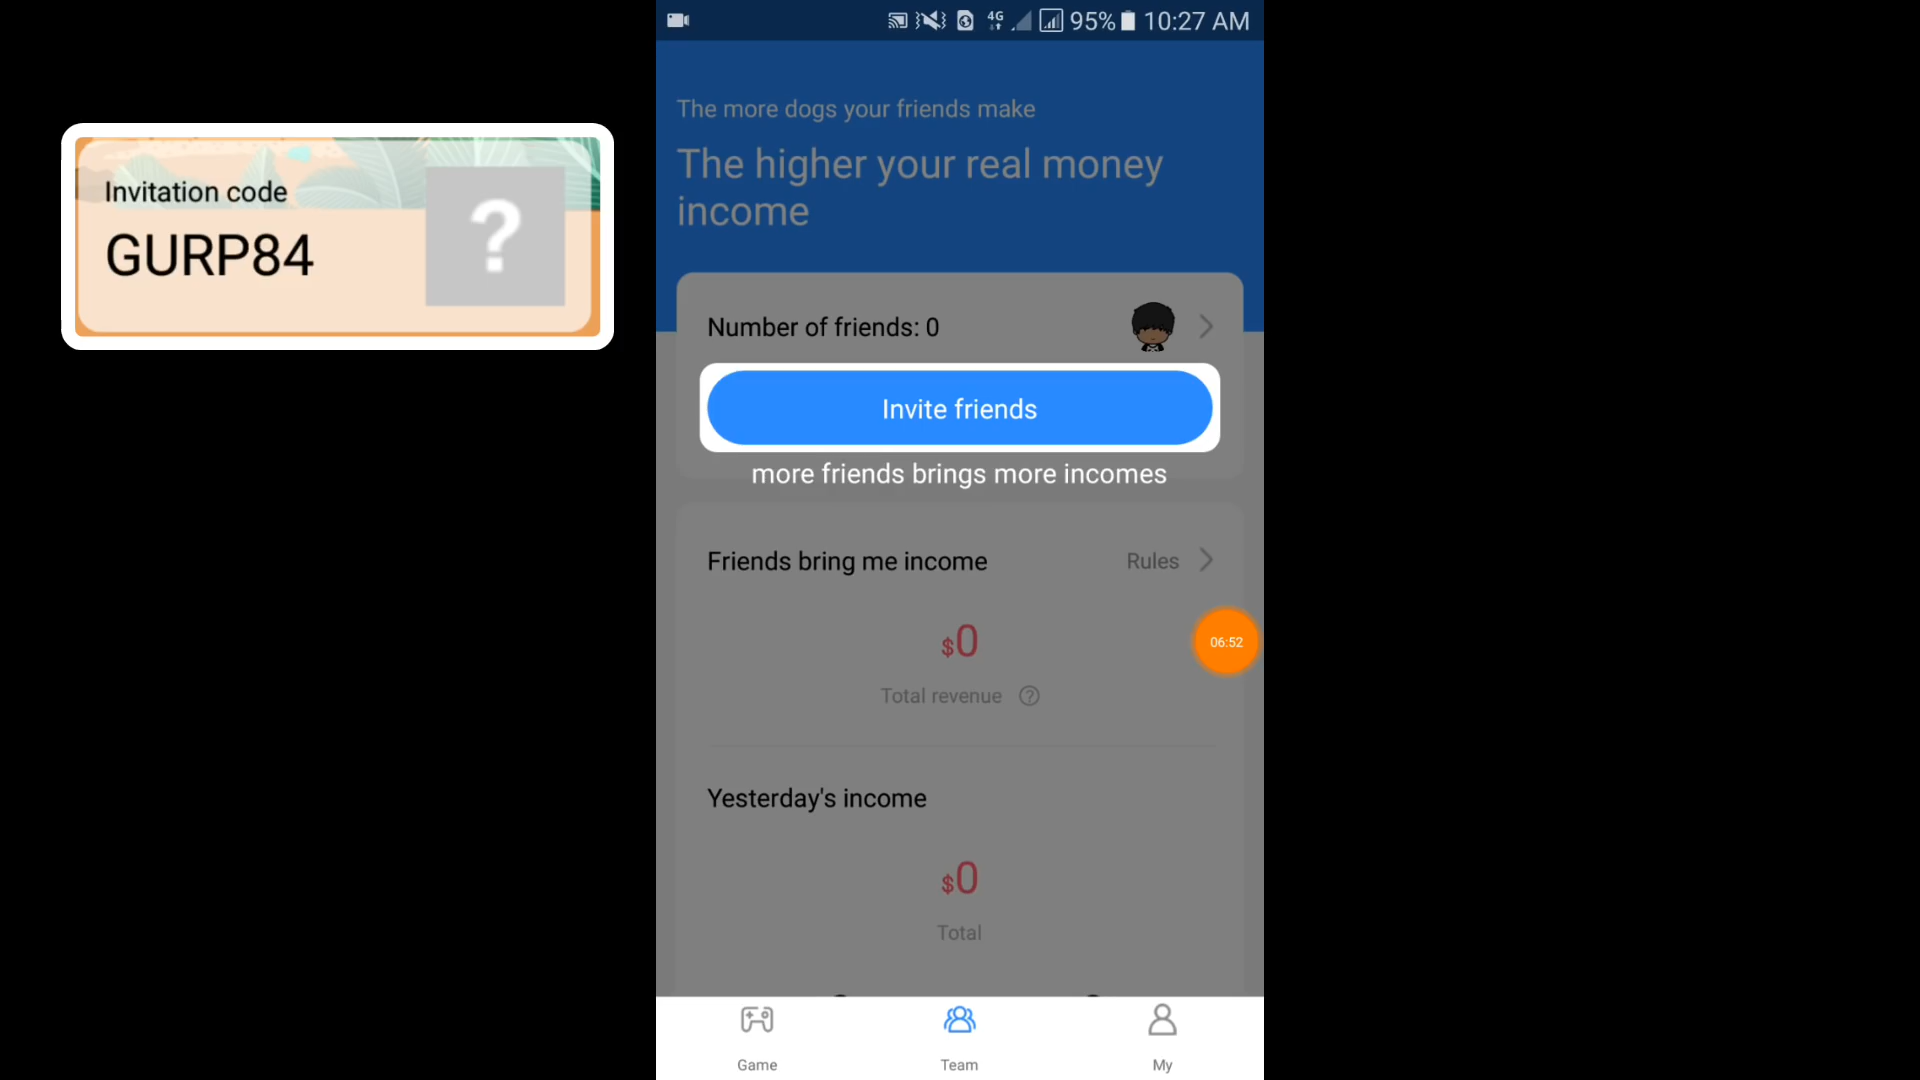 Invitation code
GURP84
?
4G
95%
10:27 AM
The more dogs your friends make
The higher your real money
income
Number of friends: 0
Invite friends
more friends brings more incomes
Friends bring me income
Rules
$0
Total revenue ?
06:52
Yesterday's income
$0
Total
Game
Team
My